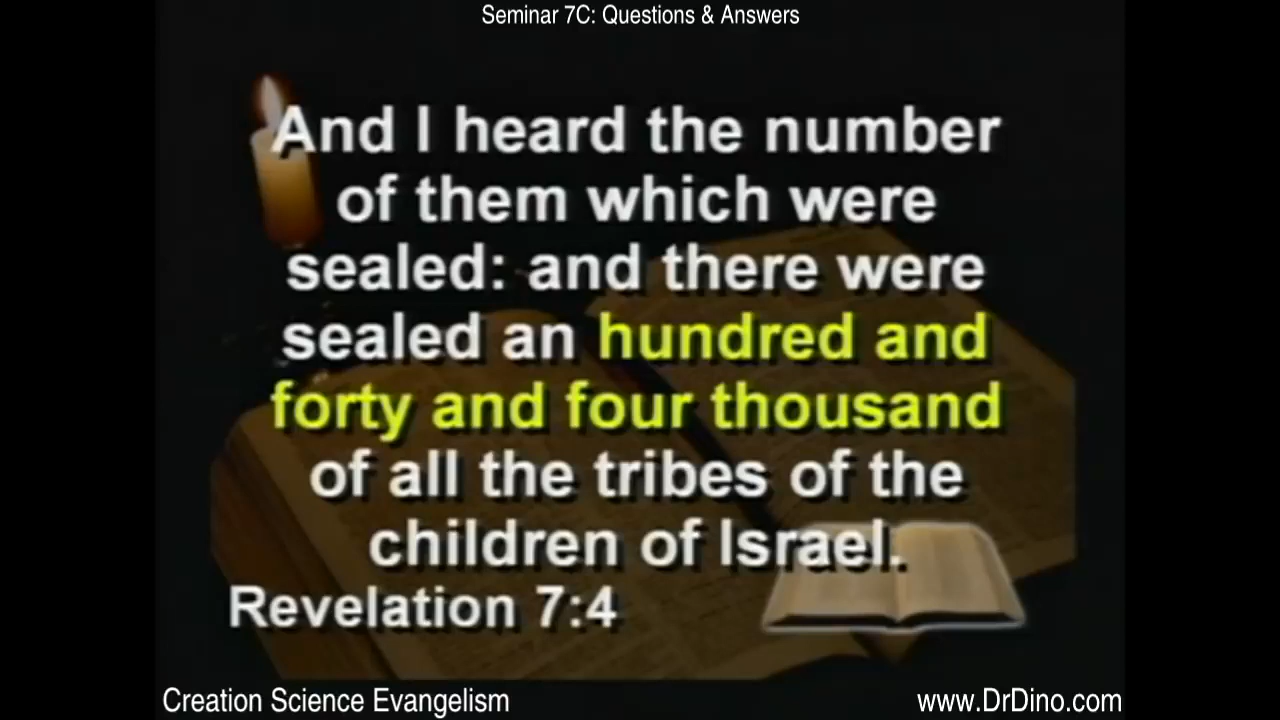 Seminar 7C: Questions & Answers
And I heard the number
of them which were
sealed: and there were
sealed an hundred and
forty and four thousand
of all the tribes of the
children of Israel.
Revelation 7:4
Creation Science Evangelism
www.DrDino.com